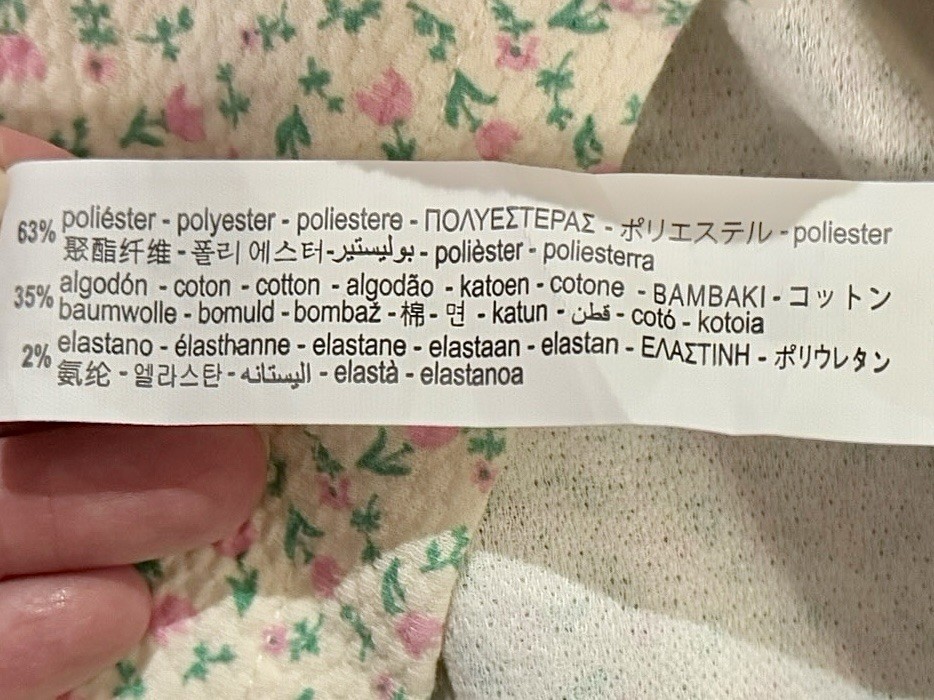 63% poliéster - polyester - poliestere - ΠΟΛΥΕΣΤΕΡΑΣ - ポリエステル - poliester
聚酯纤维 - 폴리 에스터 - بوليستير - polièster - poliesterra
35% algodón - coton - cotton - algodão - katoen - cotone - BAMBAKI - コットン
baumwolle - bomuld - bombaž - 棉 - 면 - katun - قطن - cotó - kotoia
2% elastano - élasthanne - elastane - elastaan - elastan - ΕΛΑΣΤΙΝΗ - ポリウレタン
氨纶 - 엘라스탄 - اليستانه - elastà - elastanoa